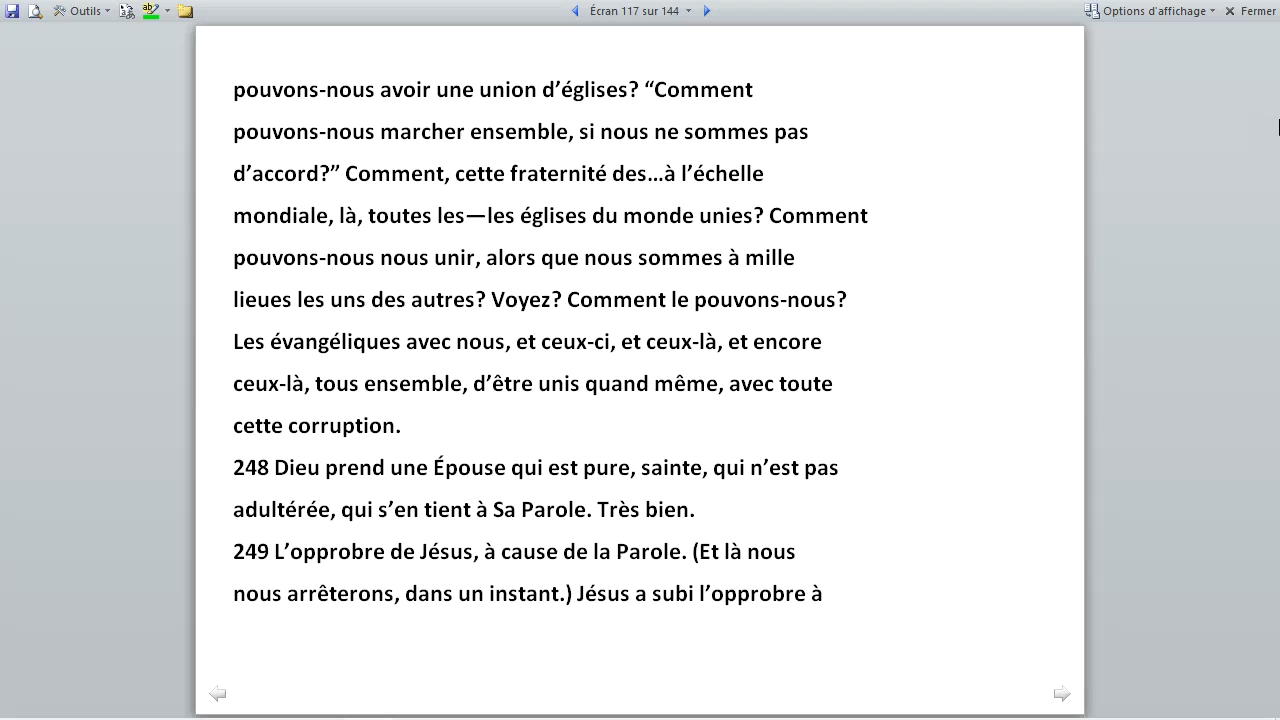 Outils
Écran 117 sur 144
Options d'affichage
Fermer
pouvons-nous avoir une union d’églises? “Comment
pouvons-nous marcher ensemble, si nous ne sommes pas
d’accord?” Comment, cette fraternité des…à l’échelle
mondiale, là, toutes les—les églises du monde unies? Comment
pouvons-nous nous unir, alors que nous sommes à mille
lieues les uns des autres? Voyez? Comment le pouvons-nous?
Les évangéliques avec nous, et ceux-ci, et ceux-là, et encore
ceux-là, tous ensemble, d’être unis quand même, avec toute
cette corruption.
248 Dieu prend une Épouse qui est pure, sainte, qui n’est pas
adultérée, qui s’en tient à Sa Parole. Très bien.
249 L’opprobre de Jésus, à cause de la Parole. (Et là nous
nous arrêterons, dans un instant.) Jésus a subi l’opprobre à